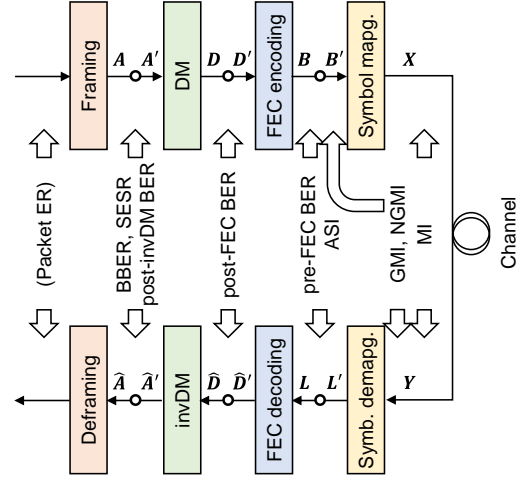 Framing
A
A′
DM
D
D′
FEC encoding
B
B′
Symbol mapg.
X
(Packet ER)
BBER, SESR
post-invDM BER
post-FEC BER
pre-FEC BER
ASI
GMI, NGMI
MI
Channel
Deframing
Â
Â′
invDM
D̂
D̂′
FEC decoding
L
L′
Symb. demapg.
Y